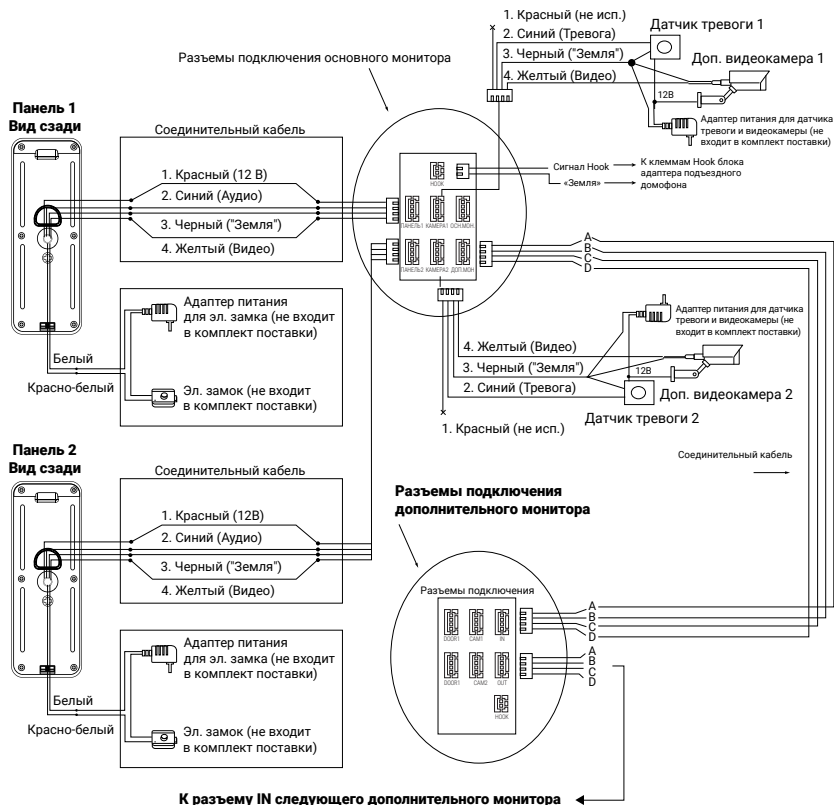 1. Красный (не исп.)
2. Синий (Тревога)
3. Черный ("Земля")
4. Желтый (Видео)
Датчик тревоги 1
Доп. видеокамера 1
12В
Адаптер питания для датчика
тревоги и видеокамеры (не
входит в комплект поставки)
Разъемы подключения основного монитора
Панель 1
Вид сзади
Соединительный кабель
1. Красный (12 В)
2. Синий (Аудио)
3. Черный ("Земля")
4. Желтый (Видео)
HOOK
ПАНЕЛЬ1 КАМЕРА1 ОСН.МОН
ПАНЕЛЬ2 КАМЕРА2 ДОП.МОН
Сигнал Hook
«Земля»
К клеммам Hook блока
адаптера подъездного
домофона
A
B
C
D
Адаптер питания
для эл. замка (не входит
в комплект поставки)
Белый
Красно-белый
Эл. замок (не входит
в комплект поставки)
4. Желтый (Видео)
3. Черный ("Земля")
2. Синий (Тревога)
1. Красный (не исп.)
Адаптер питания для датчика
тревоги и видеокамеры (не
входит в комплект поставки)
12В
Доп. видеокамера 2
Датчик тревоги 2
Соединительный кабель
Панель 2
Вид сзади
Соединительный кабель
1. Красный (12В)
2. Синий (Аудио)
3. Черный ("Земля")
4. Желтый (Видео)
Разъемы подключения
дополнительного монитора
Разъемы подключения
DOOR1 CAM1 IN
DOOR1 CAM2 OUT
HOOK
A
B
C
D
A
B
C
D
Адаптер питания
для эл. замка (не входит
в комплект поставки)
Белый
Красно-белый
Эл. замок (не входит
в комплект поставки)
К разъему IN следующего дополнительного монитора